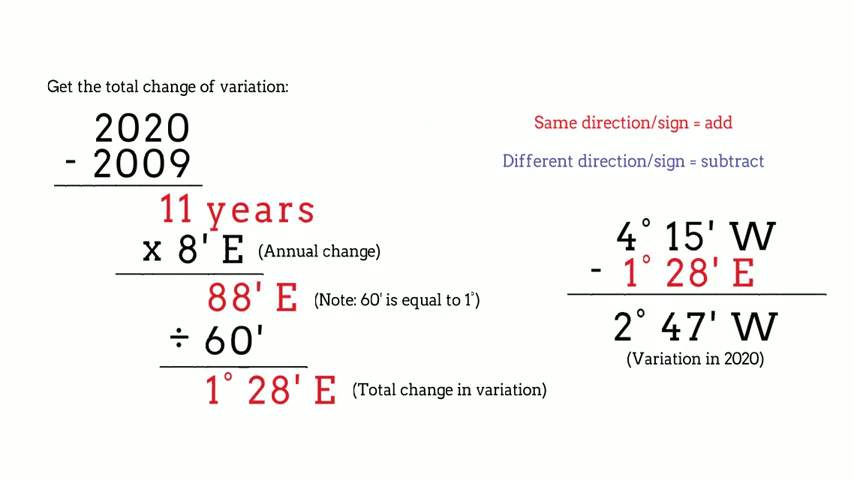 Get the total change of variation:
2020
- 2009
11 years
x 8' E (Annual change)
88' E (Note: 60' is equal to 1°)
÷ 60'
1° 28' E (Total change in variation)
Same direction/sign = add
Different direction/sign = subtract
4° 15' W
- 1° 28' E
2° 47' W
(Variation in 2020)